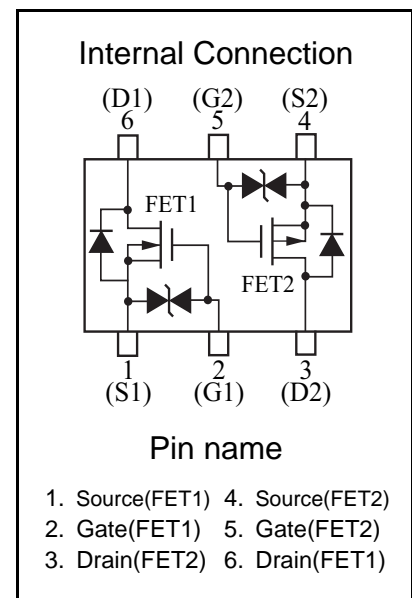 Internal Connection
(D1) (G2) (S2)
6 5 4
FET1
FET2
1 2 3
(S1) (G1) (D2)
Pin name
1. Source(FET1) 4. Source(FET2)
2. Gate(FET1) 5. Gate(FET2)
3. Drain(FET2) 6. Drain(FET1)